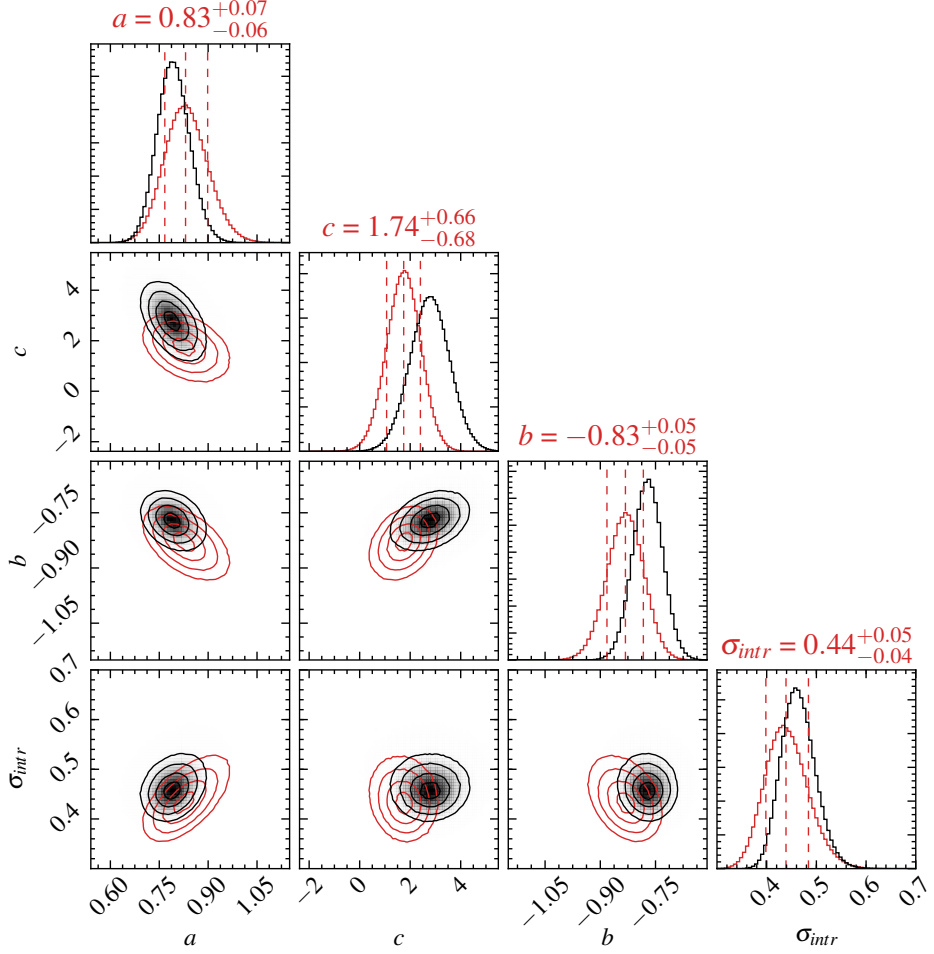 a = 0.83^{+0.07}_{-0.06}
c = 1.74^{+0.66}_{-0.68}
c
4
2
0
−2
b = −0.83^{+0.05}_{-0.05}
b
−0.75
−0.90
−1.05
0.7
σ_{intr} = 0.44^{+0.05}_{-0.04}
σ_{intr}
0.7
0.6
0.5
0.4
0.60 0.75 0.90 1.05
−2 0 2 4
−1.05 −0.90 −0.75
0.4 0.5 0.6 0.7
a
c
b
σ_{intr}